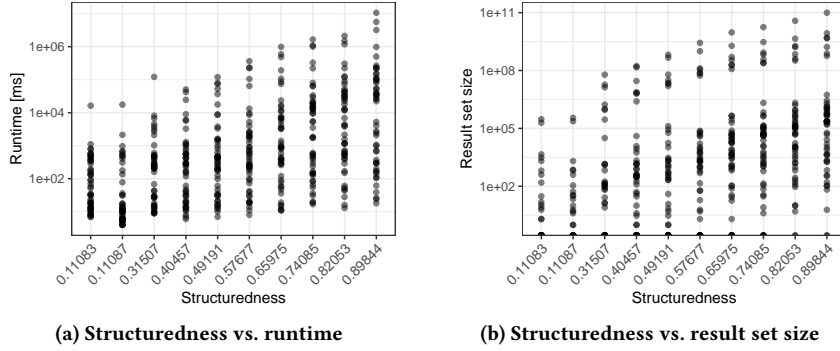 1e+06
1e+04
1e+02
Runtime [ms]
0.11083
0.11087
0.31507
0.40457
0.49191
0.57677
0.65975
0.74085
0.82053
0.89844
Structuredness
(a) Structuredness vs. runtime
1e+11
1e+08
1e+05
1e+02
Result set size
0.11083
0.11087
0.31507
0.40457
0.49191
0.57677
0.65975
0.74085
0.82053
0.89844
Structuredness
(b) Structuredness vs. result set size